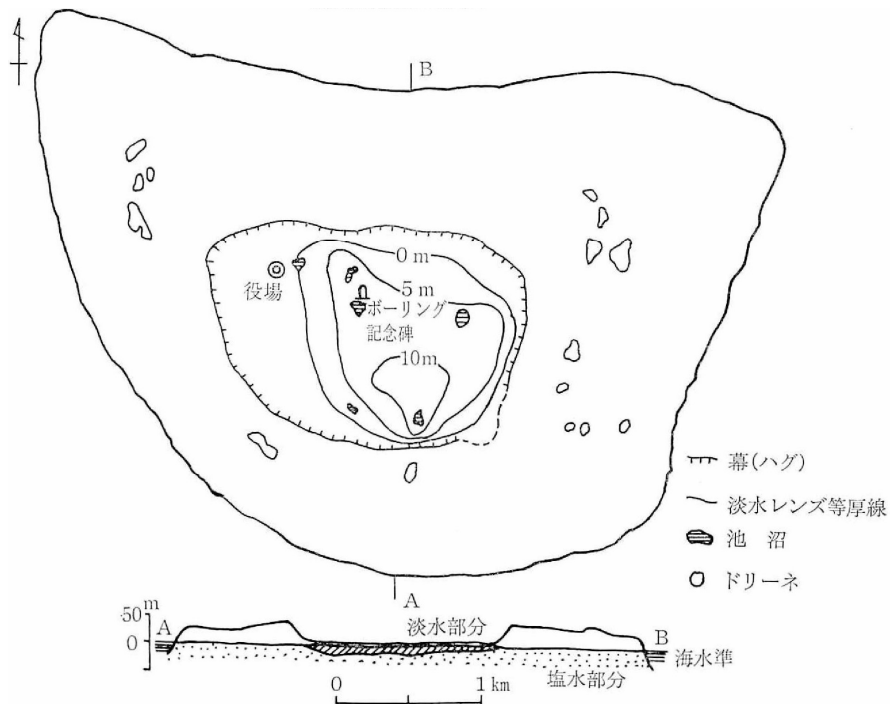 B
0 m
役場
5 m
ボーリング
記念碑
10m
幕(ハグ)
淡水レンズ等厚線
池 沼
ドリーネ
A
50 m
0
A
淡水部分
B
海水準
塩水部分
0 1 km